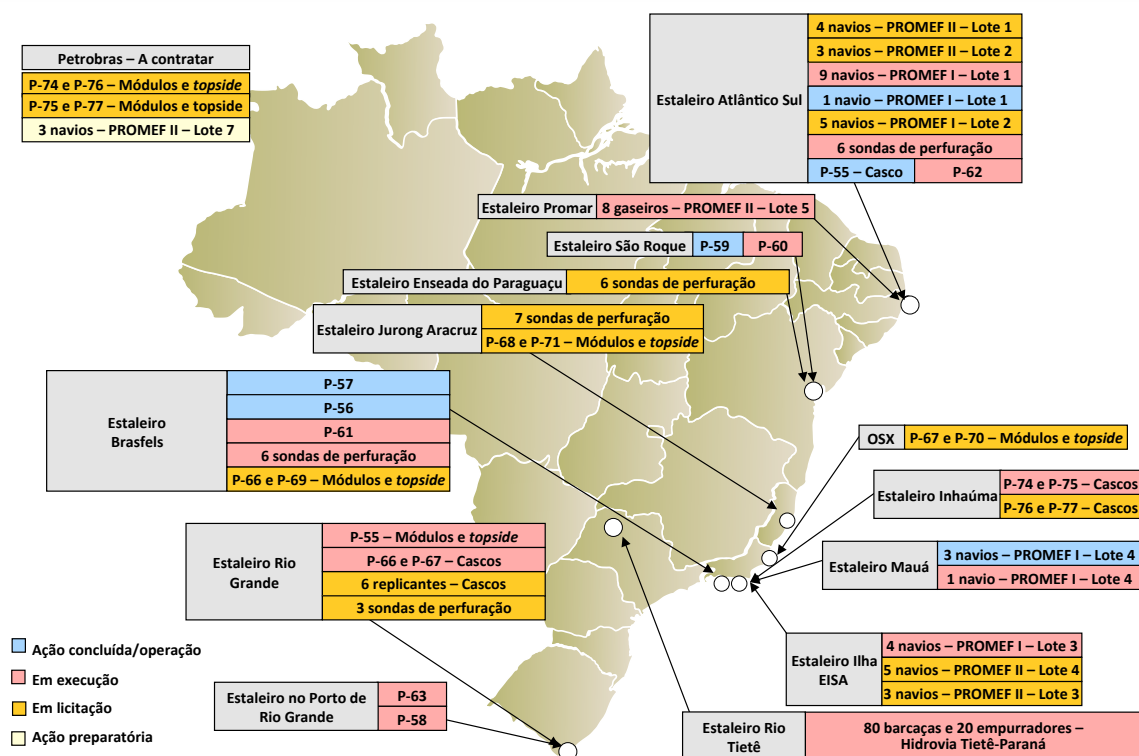 Petrobras – A contratar
P-74 e P-76 – Módulos e topside
P-75 e P-77 – Módulos e topside
3 navios – PROMEF II – Lote 7
Estaleiro Atlântico Sul
4 navios – PROMEF II – Lote 1
3 navios – PROMEF II – Lote 2
9 navios – PROMEF I – Lote 1
1 navio – PROMEF I – Lote 1
5 navios – PROMEF I – Lote 2
6 sondas de perfuração
P-55 – Casco
P-62
Estaleiro Promar
8 gaseiros – PROMEF II – Lote 5
Estaleiro São Roque
P-59
P-60
Estaleiro Enseada do Paraguaçu
6 sondas de perfuração
Estaleiro Jurong Aracruz
7 sondas de perfuração
P-68 e P-71 – Módulos e topside
Estaleiro
Brasfels
P-57
P-56
P-61
6 sondas de perfuração
P-66 e P-69 – Módulos e topside
OSX
P-67 e P-70 – Módulos e topside
Estaleiro Inhaúma
P-74 e P-75 – Cascos
P-76 e P-77 – Cascos
Estaleiro Rio
Grande
P-55 – Módulos e topside
P-66 e P-67 – Cascos
6 replicantes – Cascos
3 sondas de perfuração
Estaleiro Mauá
3 navios – PROMEF I – Lote 4
1 navio – PROMEF I – Lote 4
Estaleiro Ilha
EISA
4 navios – PROMEF I – Lote 3
5 navios – PROMEF II – Lote 4
3 navios – PROMEF II – Lote 3
Ação concluída/operação
Em execução
Em licitação
Ação preparatória
Estaleiro no Porto de
Rio Grande
P-63
P-58
Estaleiro Rio
Tietê
80 barcaças e 20 empurradores –
Hidrovia Tietê-Paraná